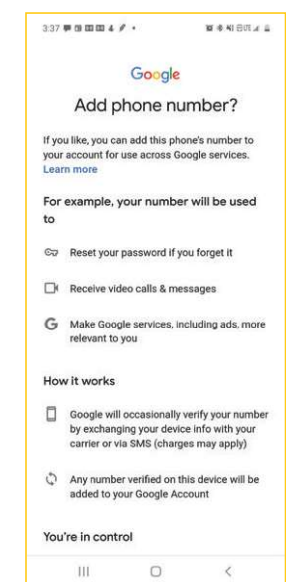 3:37
4
Google
Add phone number?
If you like, you can add this phone's number to
your account for use across Google services.
Learn more
For example, your number will be used
to
Reset your password if you forget it
Receive video calls & messages
G Make Google services, including ads, more
relevant to you
How it works
Google will occasionally verify your number
by exchanging your device info with your
carrier or via SMS (charges may apply)
Any number verified on this device will be
added to your Google Account
You're in control